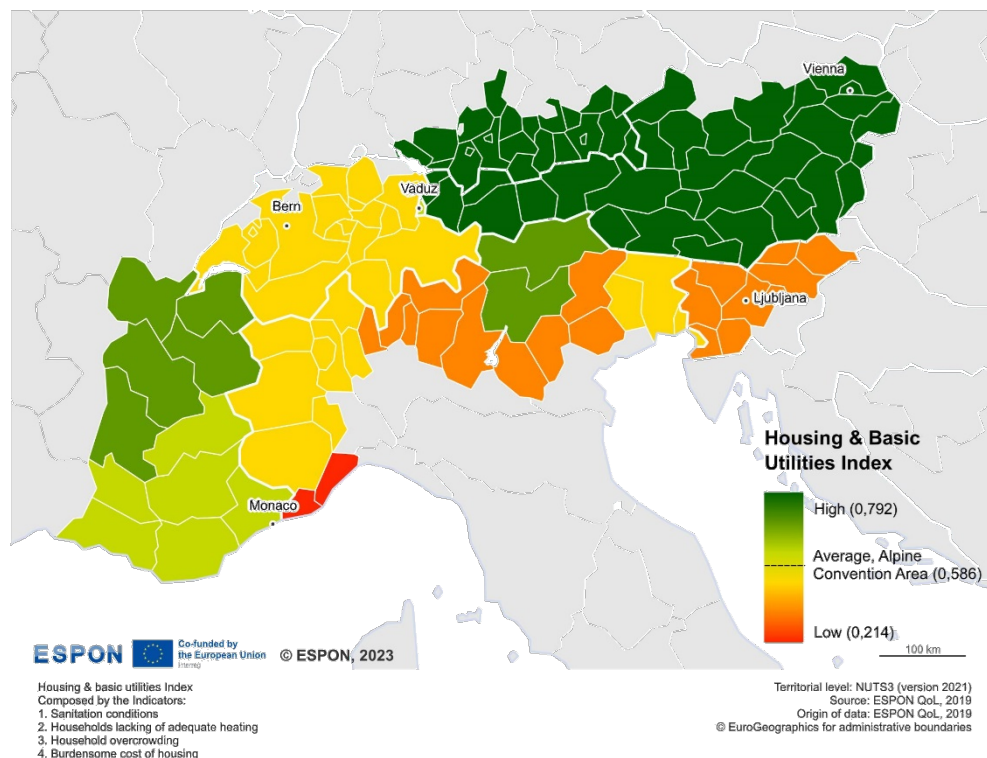 Vienna
Vaduz
Bern
Ljubljana
Monaco
Housing & Basic
Utilities Index
High (0,792)
Average, Alpine
Convention Area (0,586)
Low (0,214)
100 km
ESPON
Co-funded by
the European Union
Interreg
© ESPON, 2023
Housing & basic utilities Index
Composed by the Indicators:
1. Sanitation conditions
2. Households lacking of adequate heating
3. Household overcrowding
4. Burdensome cost of housing
Territorial level: NUTS3 (version 2021)
Source: ESPON QoL, 2019
Origin of data: ESPON QoL, 2019
© EuroGeographics for administrative boundaries